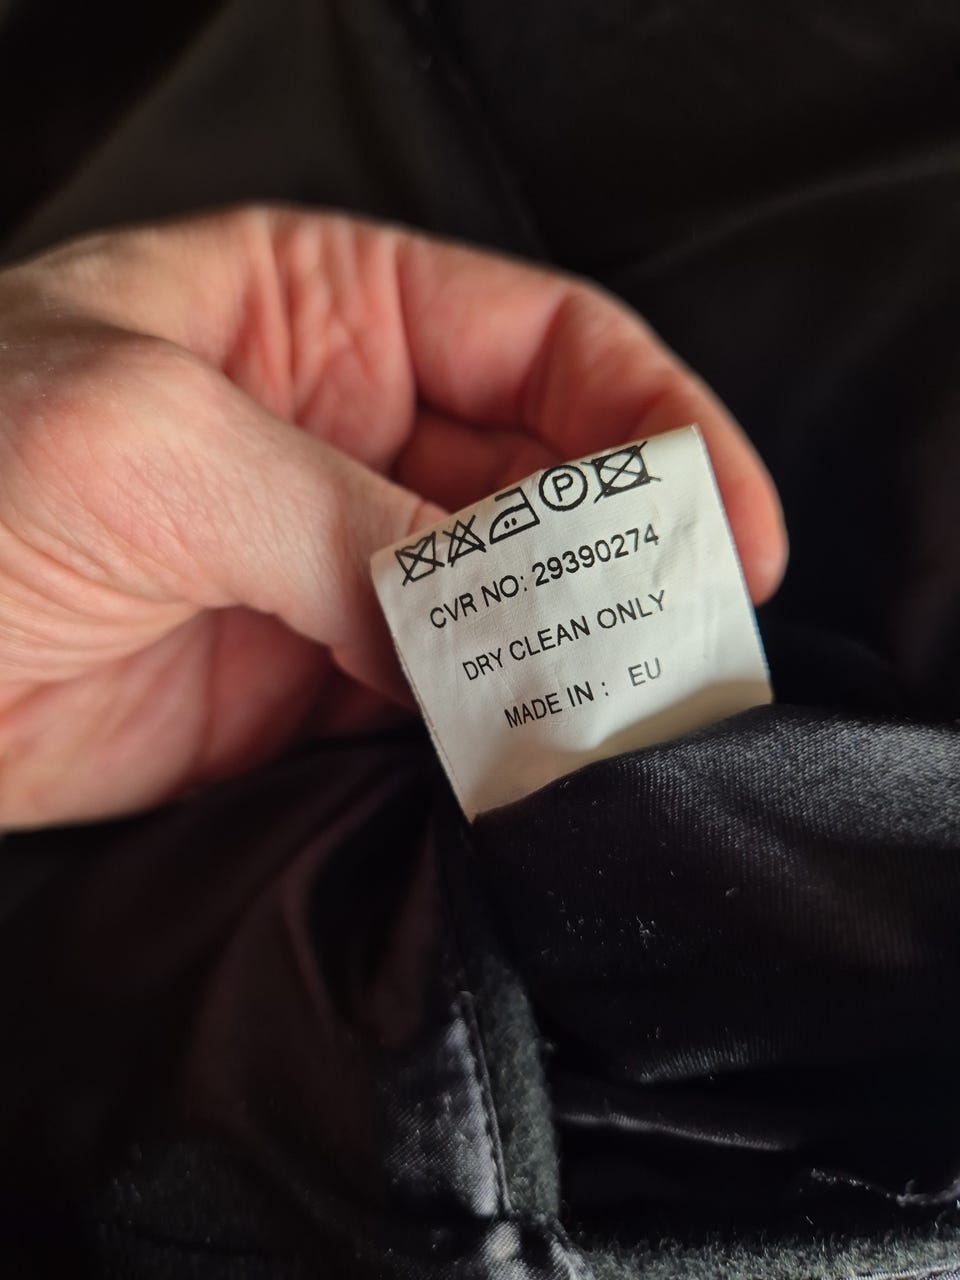 P
CVR NO: 29390274
DRY CLEAN ONLY
MADE IN : EU